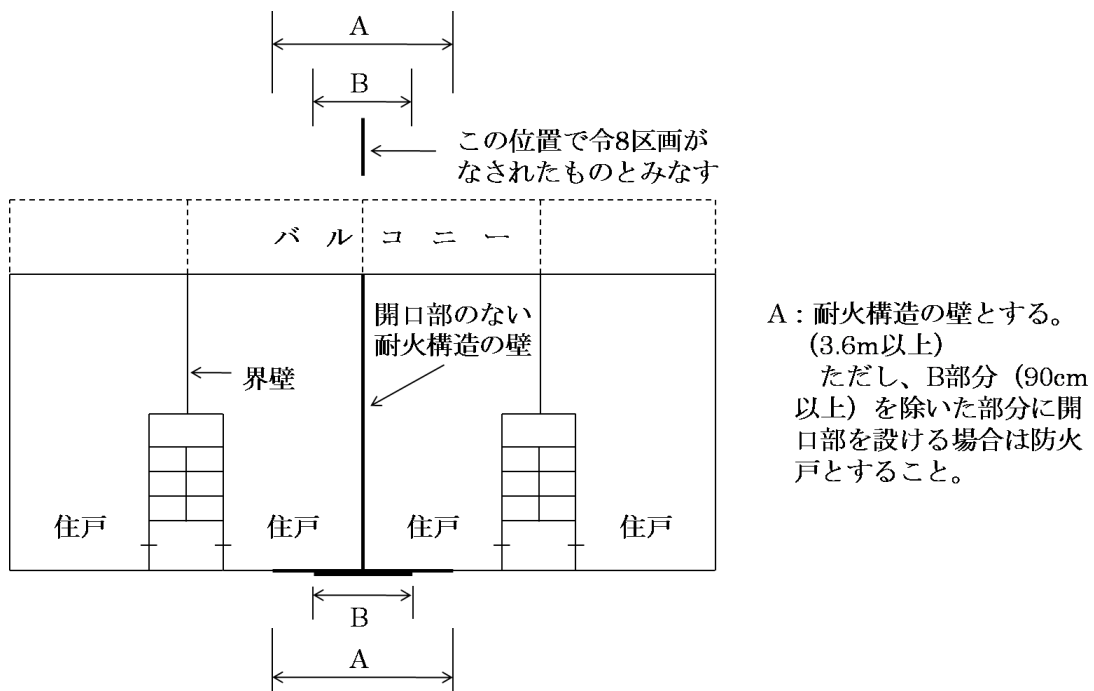 A
B
この位置で令8区画が
なされたものとみなす
バルコニー
開口部のない
耐火構造の壁
界壁
住戸
住戸
住戸
住戸
B
A
A：耐火構造の壁とする。
(3.6m以上)
ただし、B部分（90cm
以上）を除いた部分に開
口部を設ける場合は防火
戸とすること。